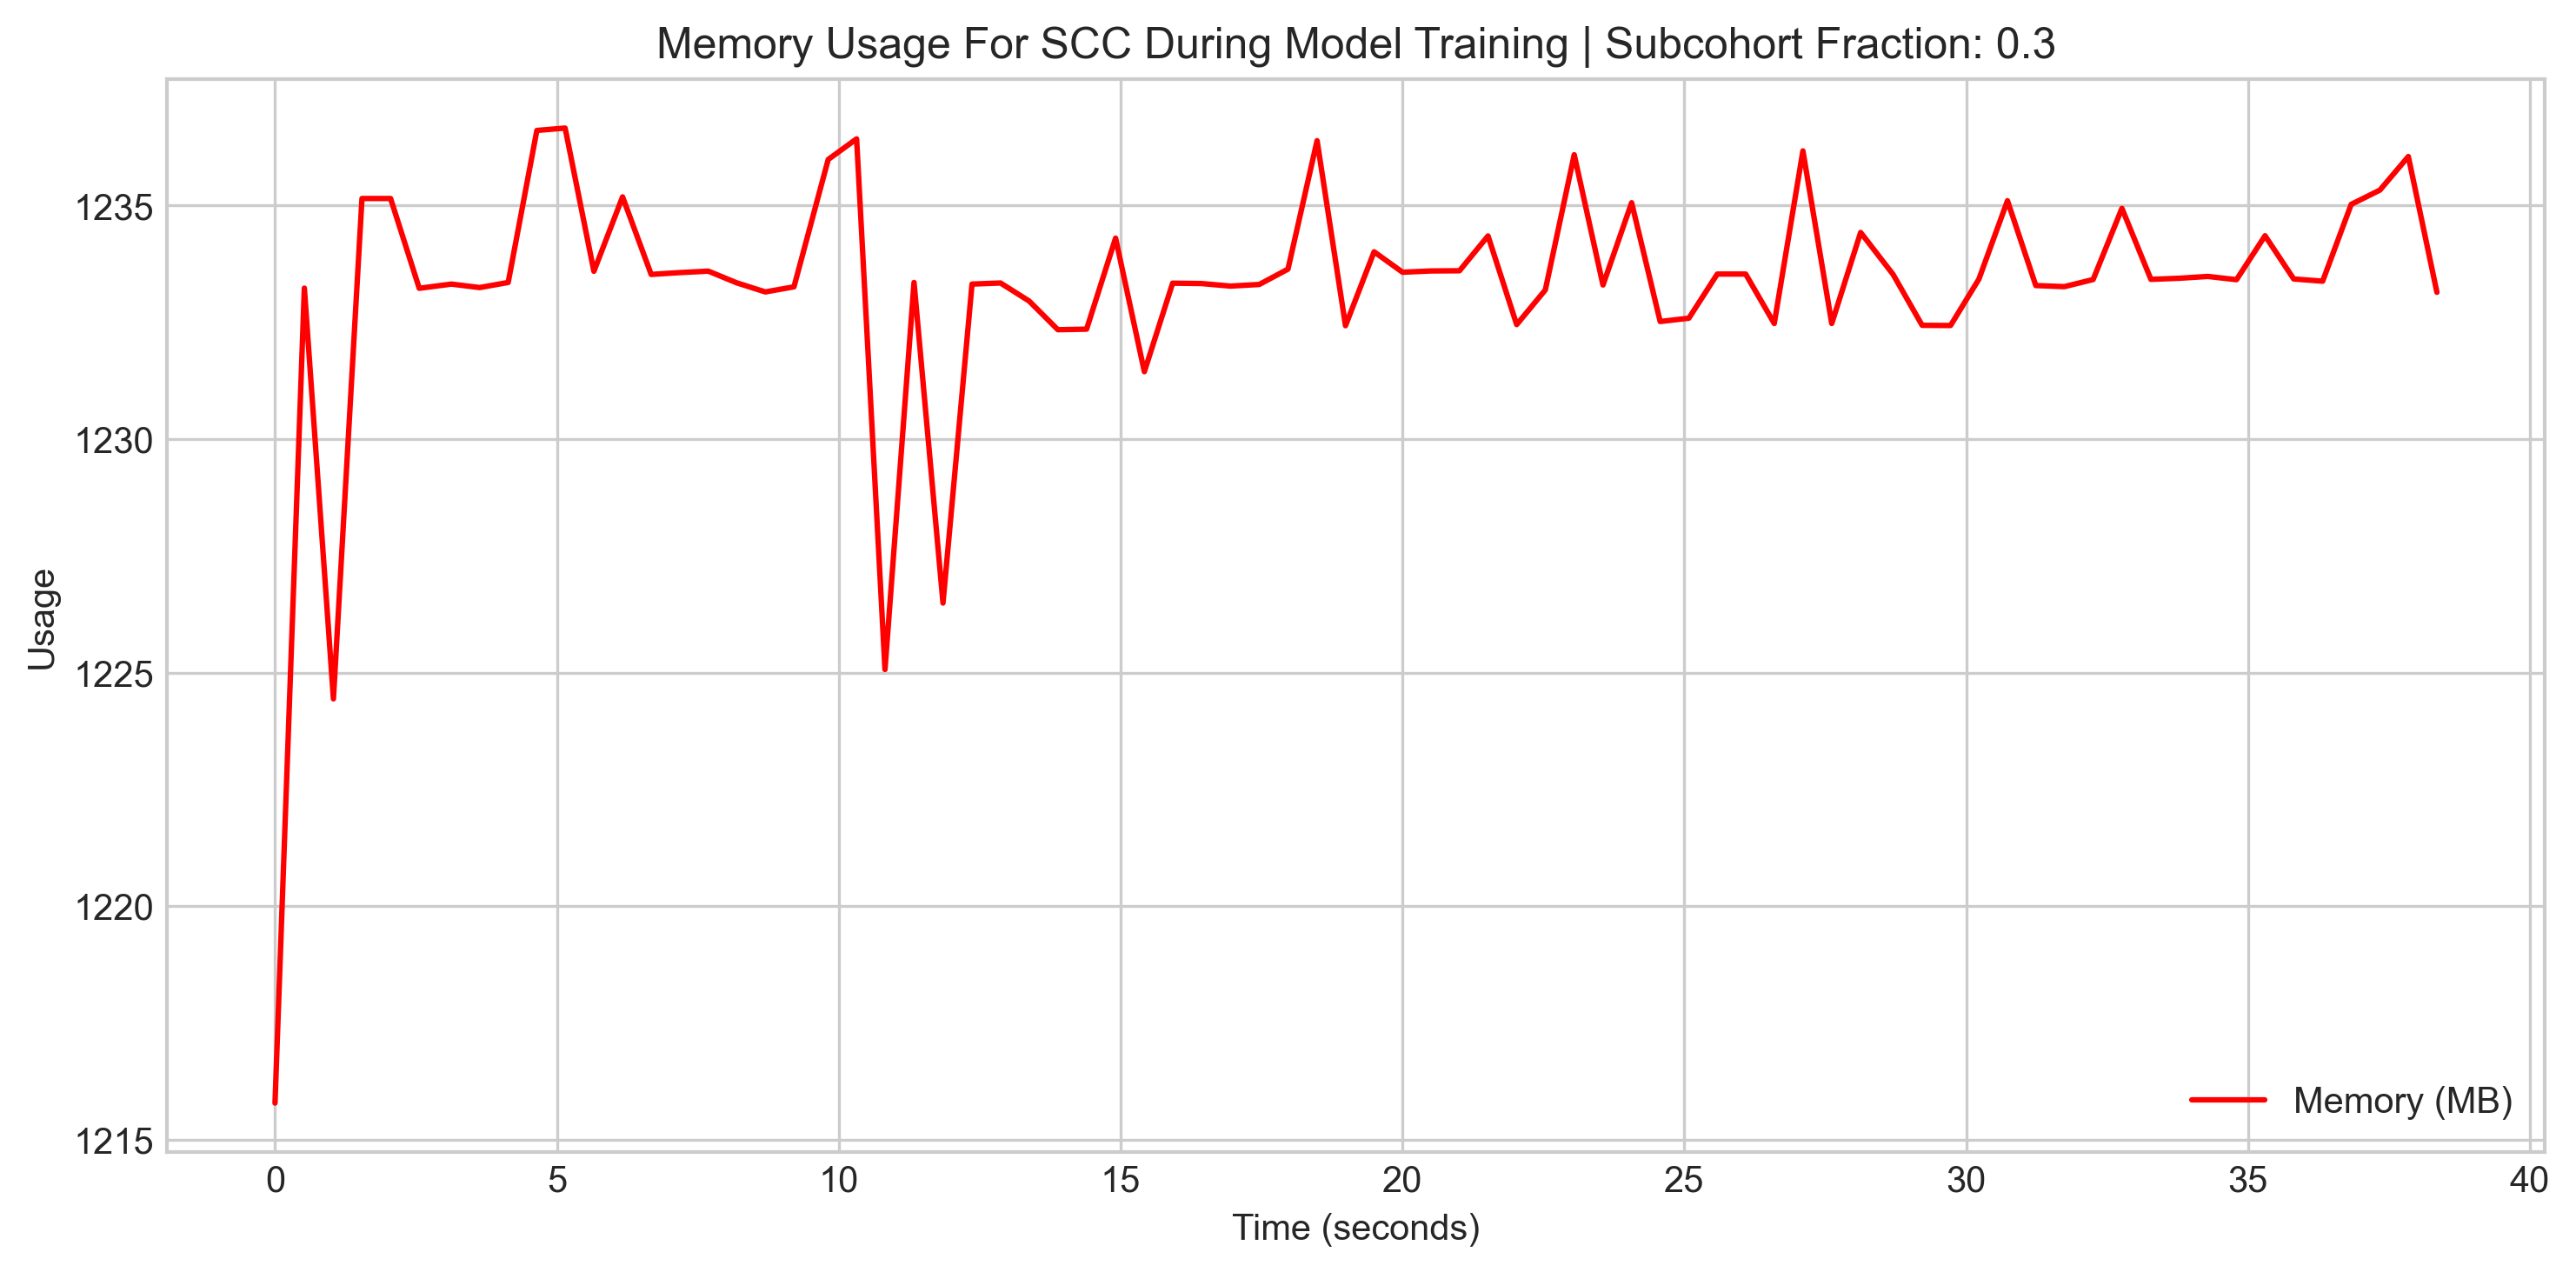 Memory Usage For SCC During Model Training | Subcohort Fraction: 0.3
1235
1230
1225
1220
1215
Usage
0 5 10 15 20 25 30 35 40
Time (seconds)
Memory (MB)